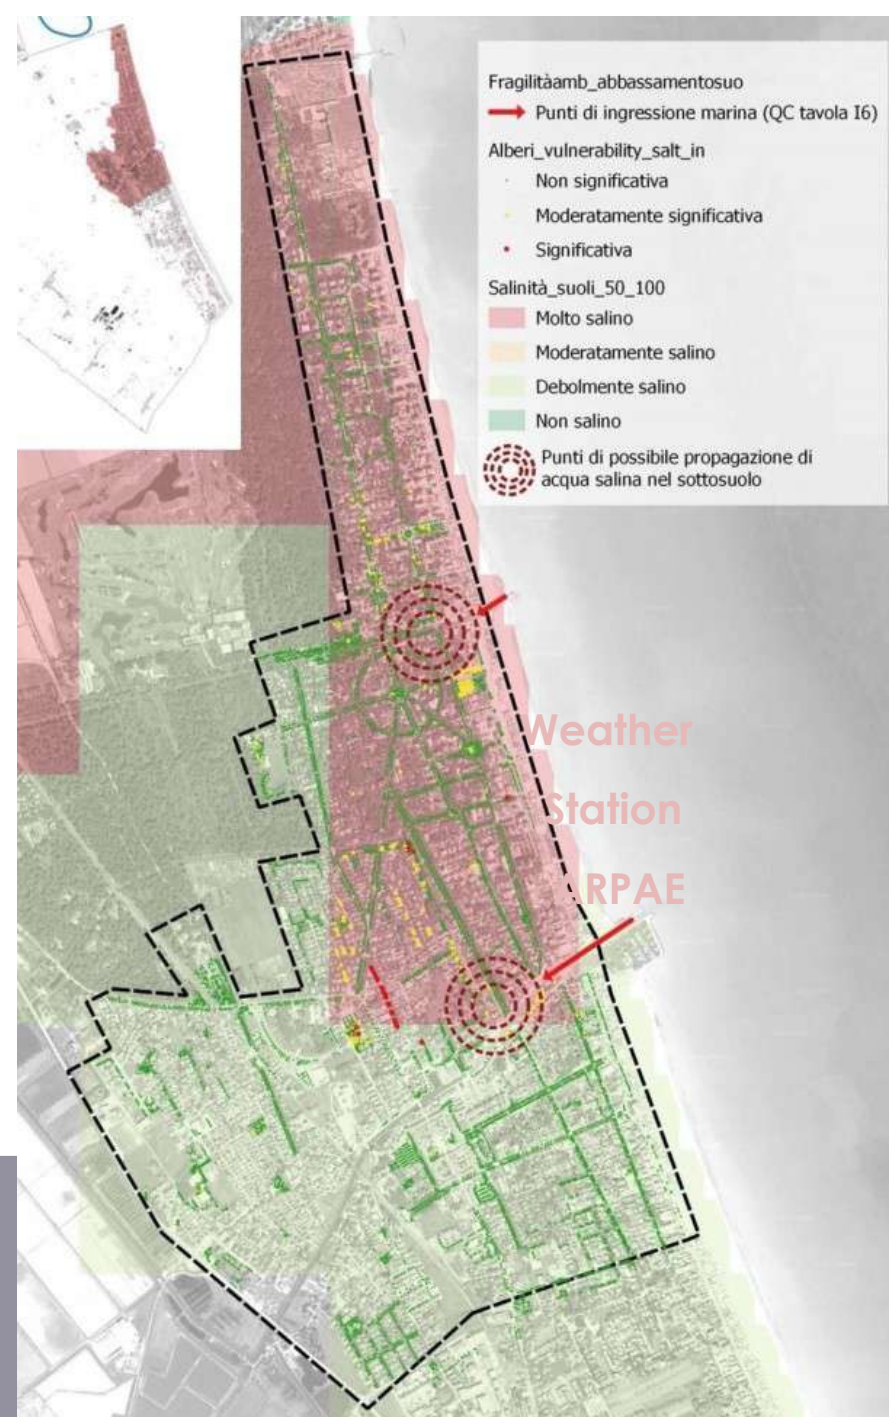 Fragilitàamb_abbassamentosuo
Punti di ingressione marina (QC tavola I6)
Alberi_vulnerability_salt_in
Non significativa
Moderatamente significativa
Significativa
Salinità_suoli_50_100
Molto salino
Moderatamente salino
Debolmente salino
Non salino
Punti di possibile propagazione di
acqua salina nel sottosuolo
Weather
Station
ARPAE